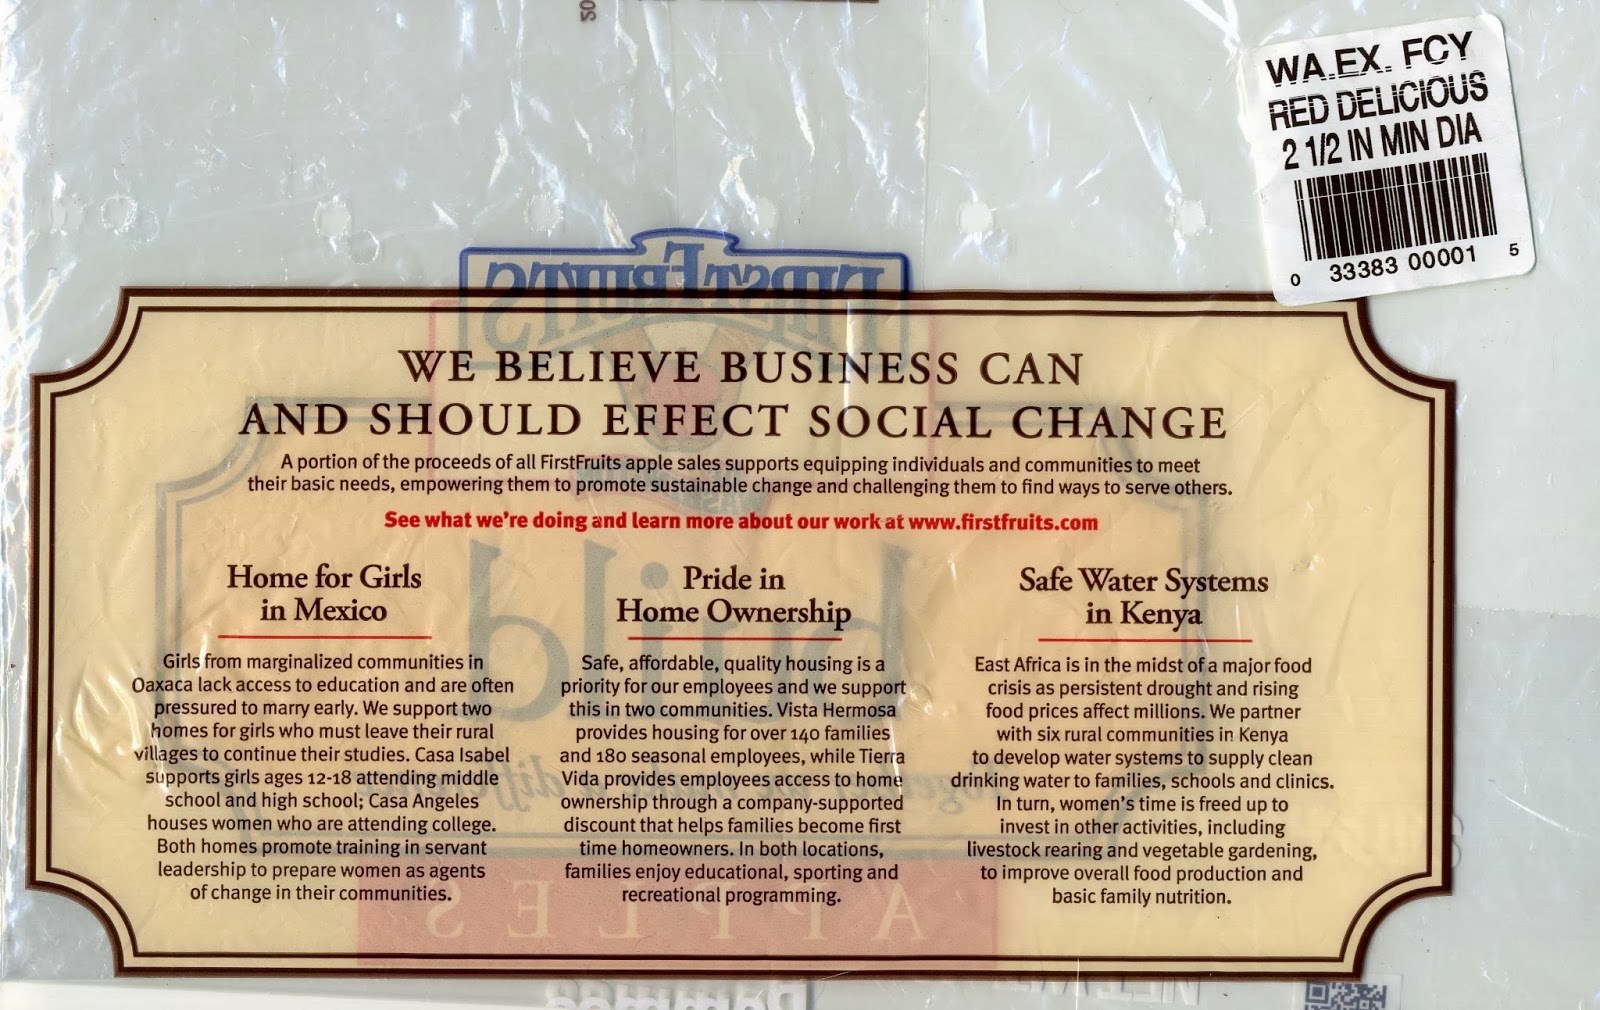 WA.EX. FCY
RED DELICIOUS
2 1/2 IN MIN DIA
0 33383 00001 5
FIRSTFRUITS
WE BELIEVE BUSINESS CAN
AND SHOULD EFFECT SOCIAL CHANGE
A portion of the proceeds of all FirstFruits apple sales supports equipping individuals and communities to meet
their basic needs, empowering them to promote sustainable change and challenging them to find ways to serve others.
See what we're doing and learn more about our work at www.firstfruits.com
Home for Girls
in Mexico
Girls from marginalized communities in
Oaxaca lack access to education and are often
pressured to marry early. We support two
homes for girls who must leave their rural
villages to continue their studies. Casa Isabel
supports girls ages 12-18 attending middle
school and high school; Casa Angeles
houses women who are attending college.
Both homes promote training in servant
leadership to prepare women as agents
of change in their communities.
Pride in
Home Ownership
Safe, affordable, quality housing is a
priority for our employees and we support
this in two communities. Vista Hermosa
provides housing for over 140 families
and 180 seasonal employees, while Tierra
Vida provides employees access to home
ownership through a company-supported
discount that helps families become first
time homeowners. In both locations,
families enjoy educational, sporting and
recreational programming.
Safe Water Systems
in Kenya
East Africa is in the midst of a major food
crisis as persistent drought and rising
food prices affect millions. We partner
with six rural communities in Kenya
to develop water systems to supply clean
drinking water to families, schools and clinics.
In turn, women's time is freed up to
invest in other activities, including
livestock rearing and vegetable gardening,
to improve overall food production and
basic family nutrition.
build
APPLES